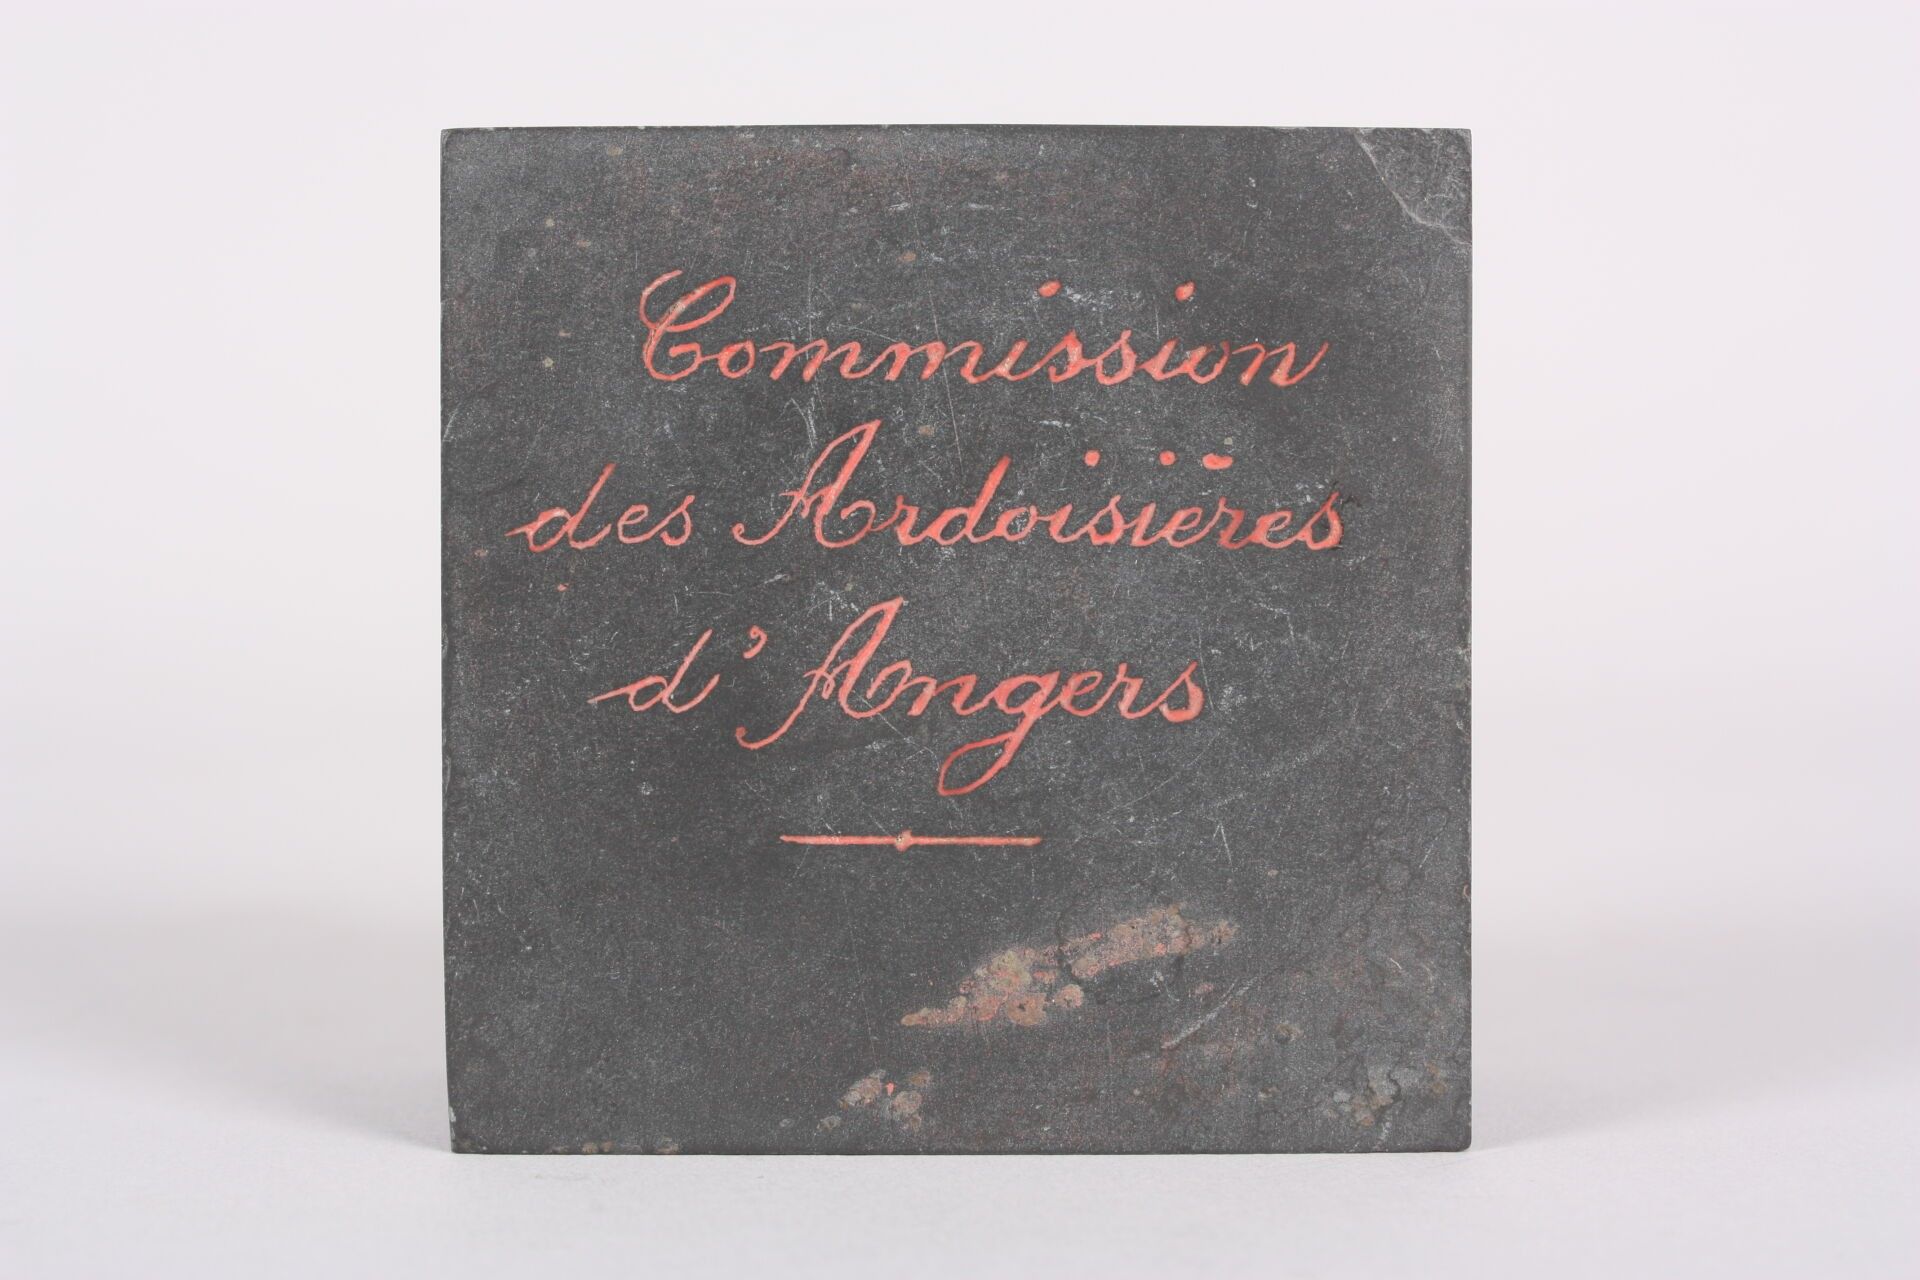 Commission
des Ardoisières
d'Angers